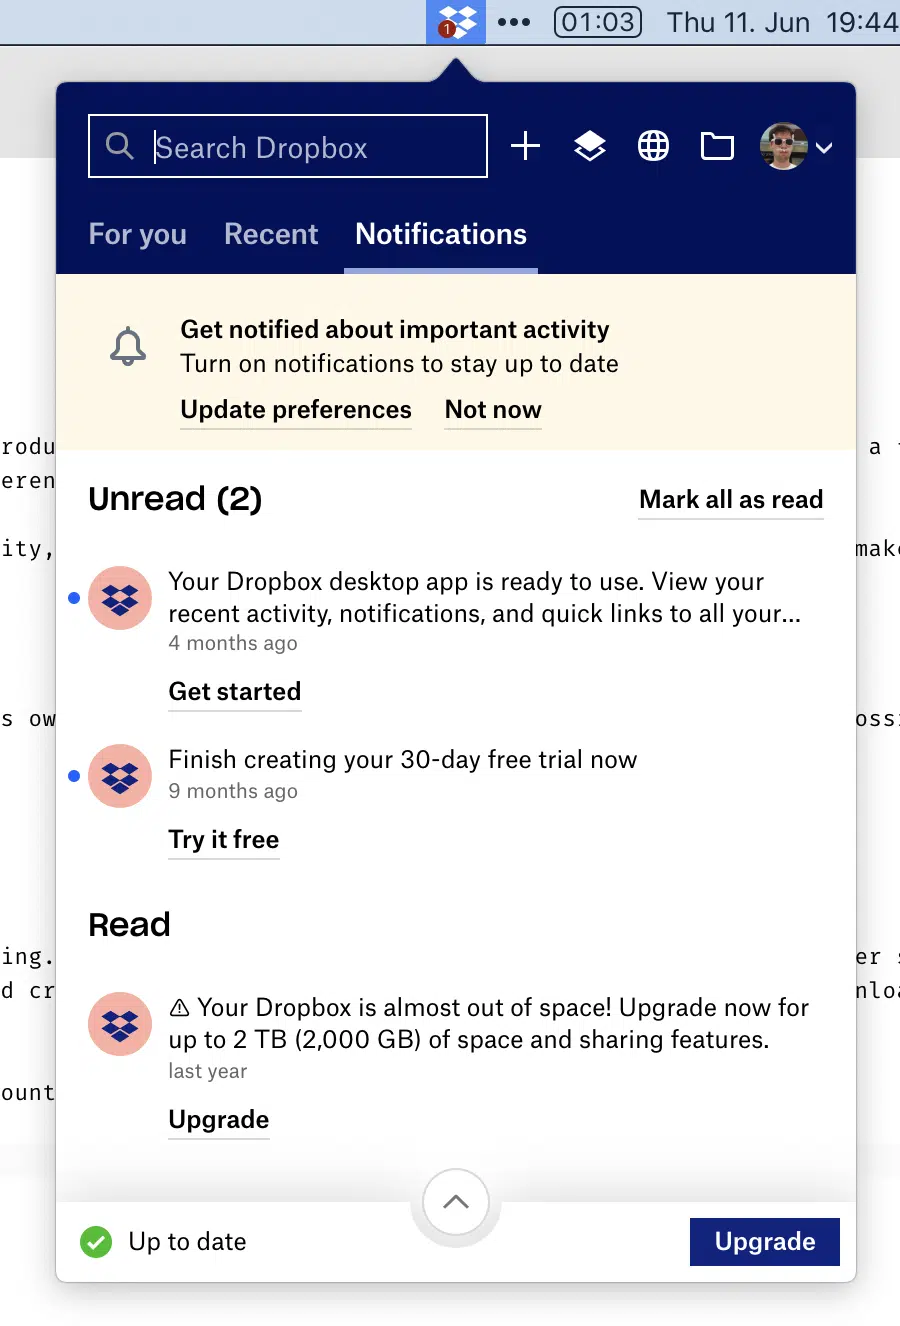 1 ••• 01:03 Thu 11. Jun 19:44
Search Dropbox
For you Recent Notifications
Get notified about important activity
Turn on notifications to stay up to date
Update preferences Not now
rodu a
eren
Unread (2) Mark all as read
ity, make
Your Dropbox desktop app is ready to use. View your
recent activity, notifications, and quick links to all your...
4 months ago
Get started
s ow ossi
Finish creating your 30-day free trial now
9 months ago
Try it free
Read
ing. er s
d cr nloa
⚠ Your Dropbox is almost out of space! Upgrade now for
up to 2 TB (2,000 GB) of space and sharing features.
last year
ount
Upgrade
Up to date Upgrade